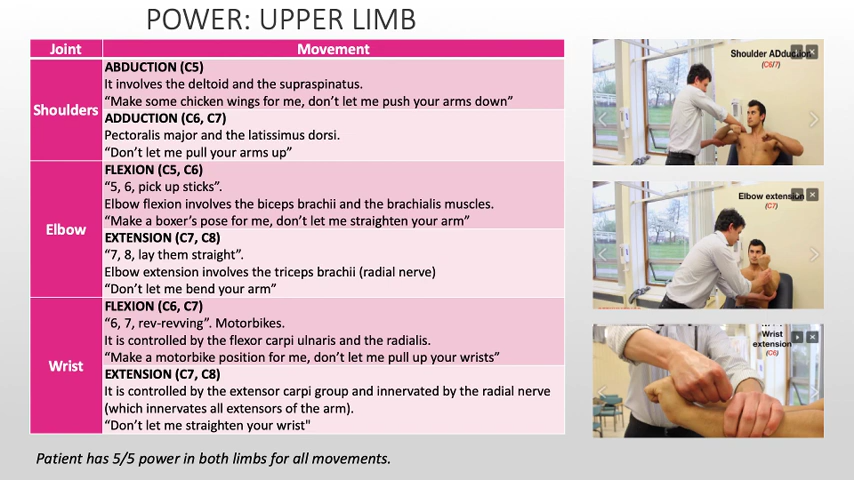 POWER: UPPER LIMB
Joint
Movement
Shoulders
ABDUCTION (C5)
It involves the deltoid and the supraspinatus.
“Make some chicken wings for me, don’t let me push your arms down”
ADDUCTION (C6, C7)
Pectoralis major and the latissimus dorsi.
“Don’t let me pull your arms up”
Elbow
FLEXION (C5, C6)
“5, 6, pick up sticks”.
Elbow flexion involves the biceps brachii and the brachialis muscles.
“Make a boxer’s pose for me, don’t let me straighten your arm”
EXTENSION (C7, C8)
“7, 8, lay them straight”.
Elbow extension involves the triceps brachii (radial nerve)
“Don’t let me bend your arm”
Wrist
FLEXION (C6, C7)
“6, 7, rev-revving”. Motorbikes.
It is controlled by the flexor carpi ulnaris and the radialis.
“Make a motorbike position for me, don’t let me pull up your wrists”
EXTENSION (C7, C8)
It is controlled by the extensor carpi group and innervated by the radial nerve
(which innervates all extensors of the arm).
“Don’t let me straighten your wrist"
Patient has 5/5 power in both limbs for all movements.
Shoulder ADduction
(C6/7)
Elbow extension
(C7)
Wrist
extension
(C6)